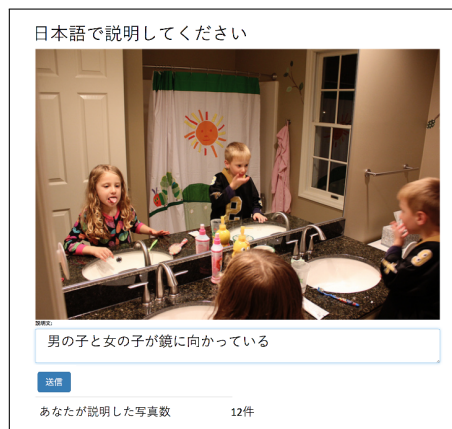 日本語で説明してください
説明文:
男の子と女の子が鏡に向かっている
送信
あなたが説明した写真数 12件